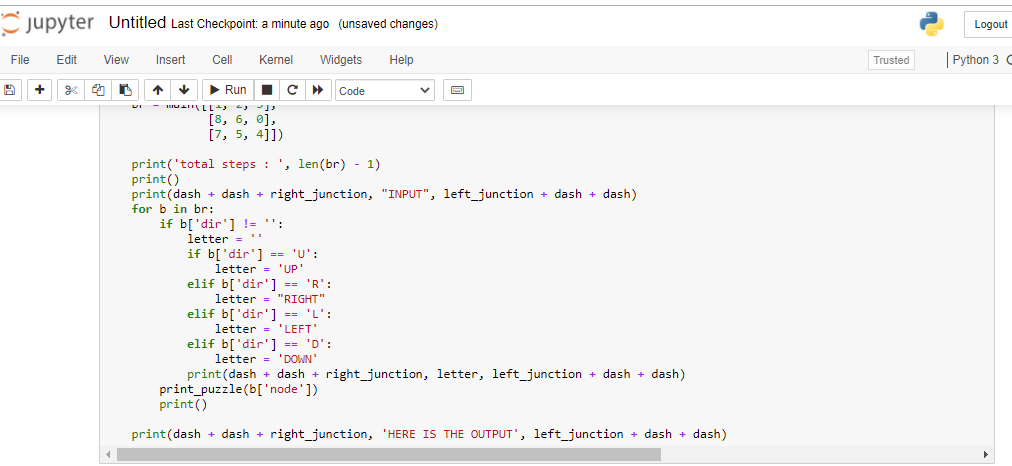 jupyter Untitled Last Checkpoint: a minute ago (unsaved changes)
Logout
File Edit View Insert Cell Kernel Widgets Help
Trusted Python 3
Run Code
br = main([[1, 2, 3],
[8, 6, 0],
[7, 5, 4]])
print('total steps : ', len(br) - 1)
print()
print(dash + dash + right_junction, "INPUT", left_junction + dash + dash)
for b in br:
if b['dir'] != '':
letter = ''
if b['dir'] == 'U':
letter = 'UP'
elif b['dir'] == 'R':
letter = "RIGHT"
elif b['dir'] == 'L':
letter = 'LEFT'
elif b['dir'] == 'D':
letter = 'DOWN'
print(dash + dash + right_junction, letter, left_junction + dash + dash)
print_puzzle(b['node'])
print()
print(dash + dash + right_junction, 'HERE IS THE OUTPUT', left_junction + dash + dash)